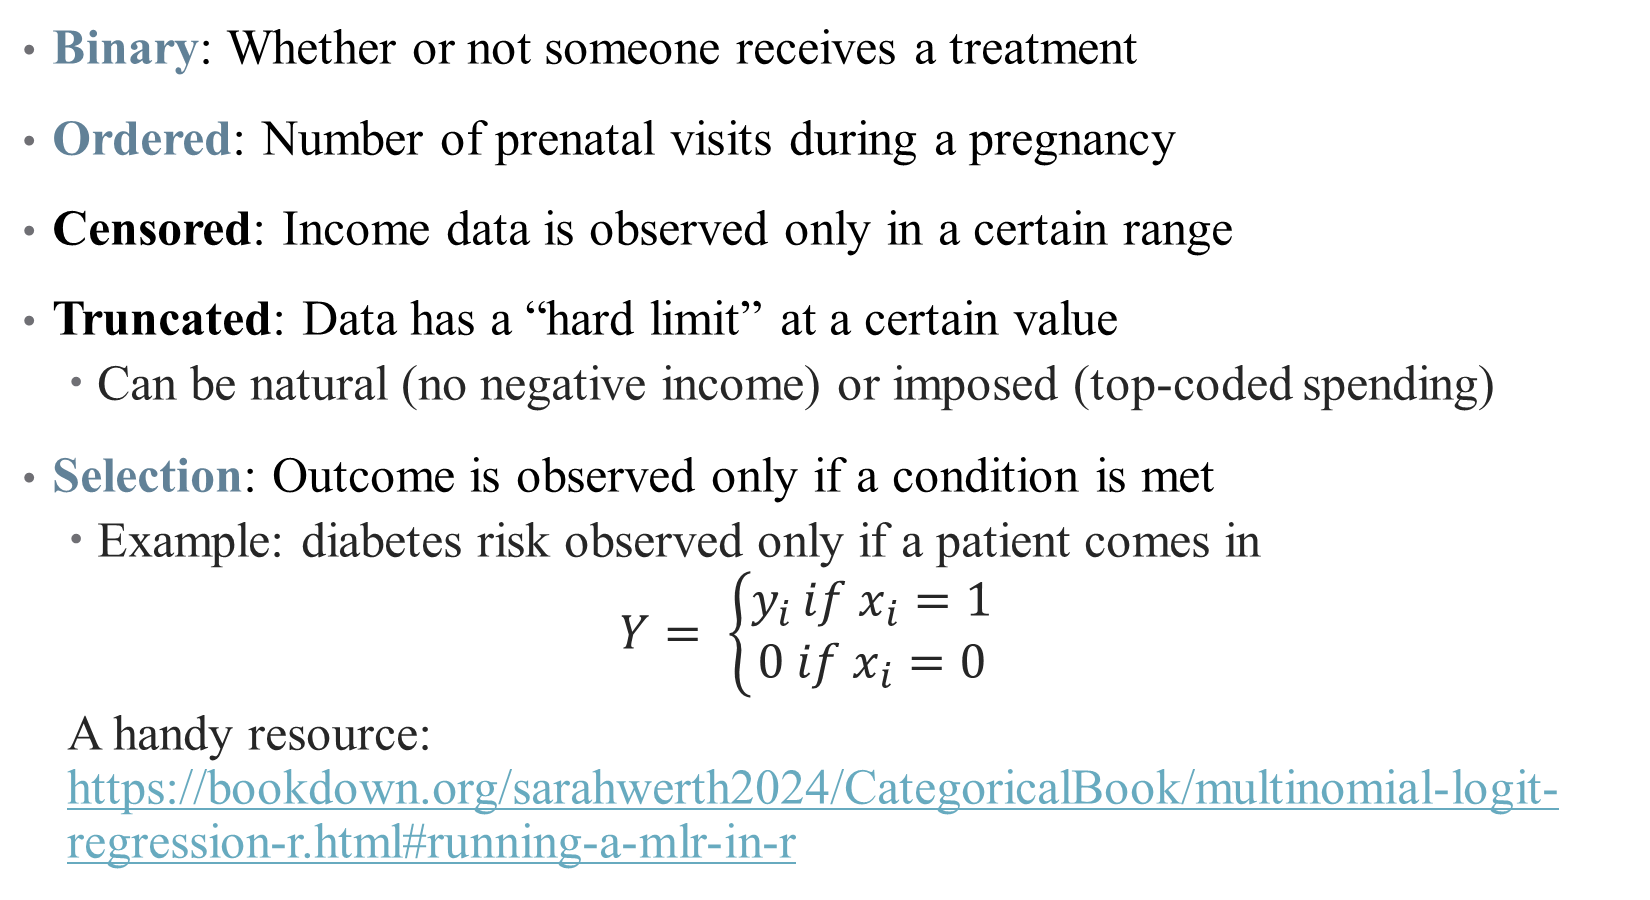 • Binary: Whether or not someone receives a treatment
• Ordered: Number of prenatal visits during a pregnancy
• Censored: Income data is observed only in a certain range
• Truncated: Data has a “hard limit” at a certain value
• Can be natural (no negative income) or imposed (top-coded spending)
• Selection: Outcome is observed only if a condition is met
• Example: diabetes risk observed only if a patient comes in
Y = { y_i if x_i = 1
0 if x_i = 0
A handy resource:
https://bookdown.org/sarahwerth2024/CategoricalBook/multinomial-logit-
regression-r.html#running-a-mlr-in-r